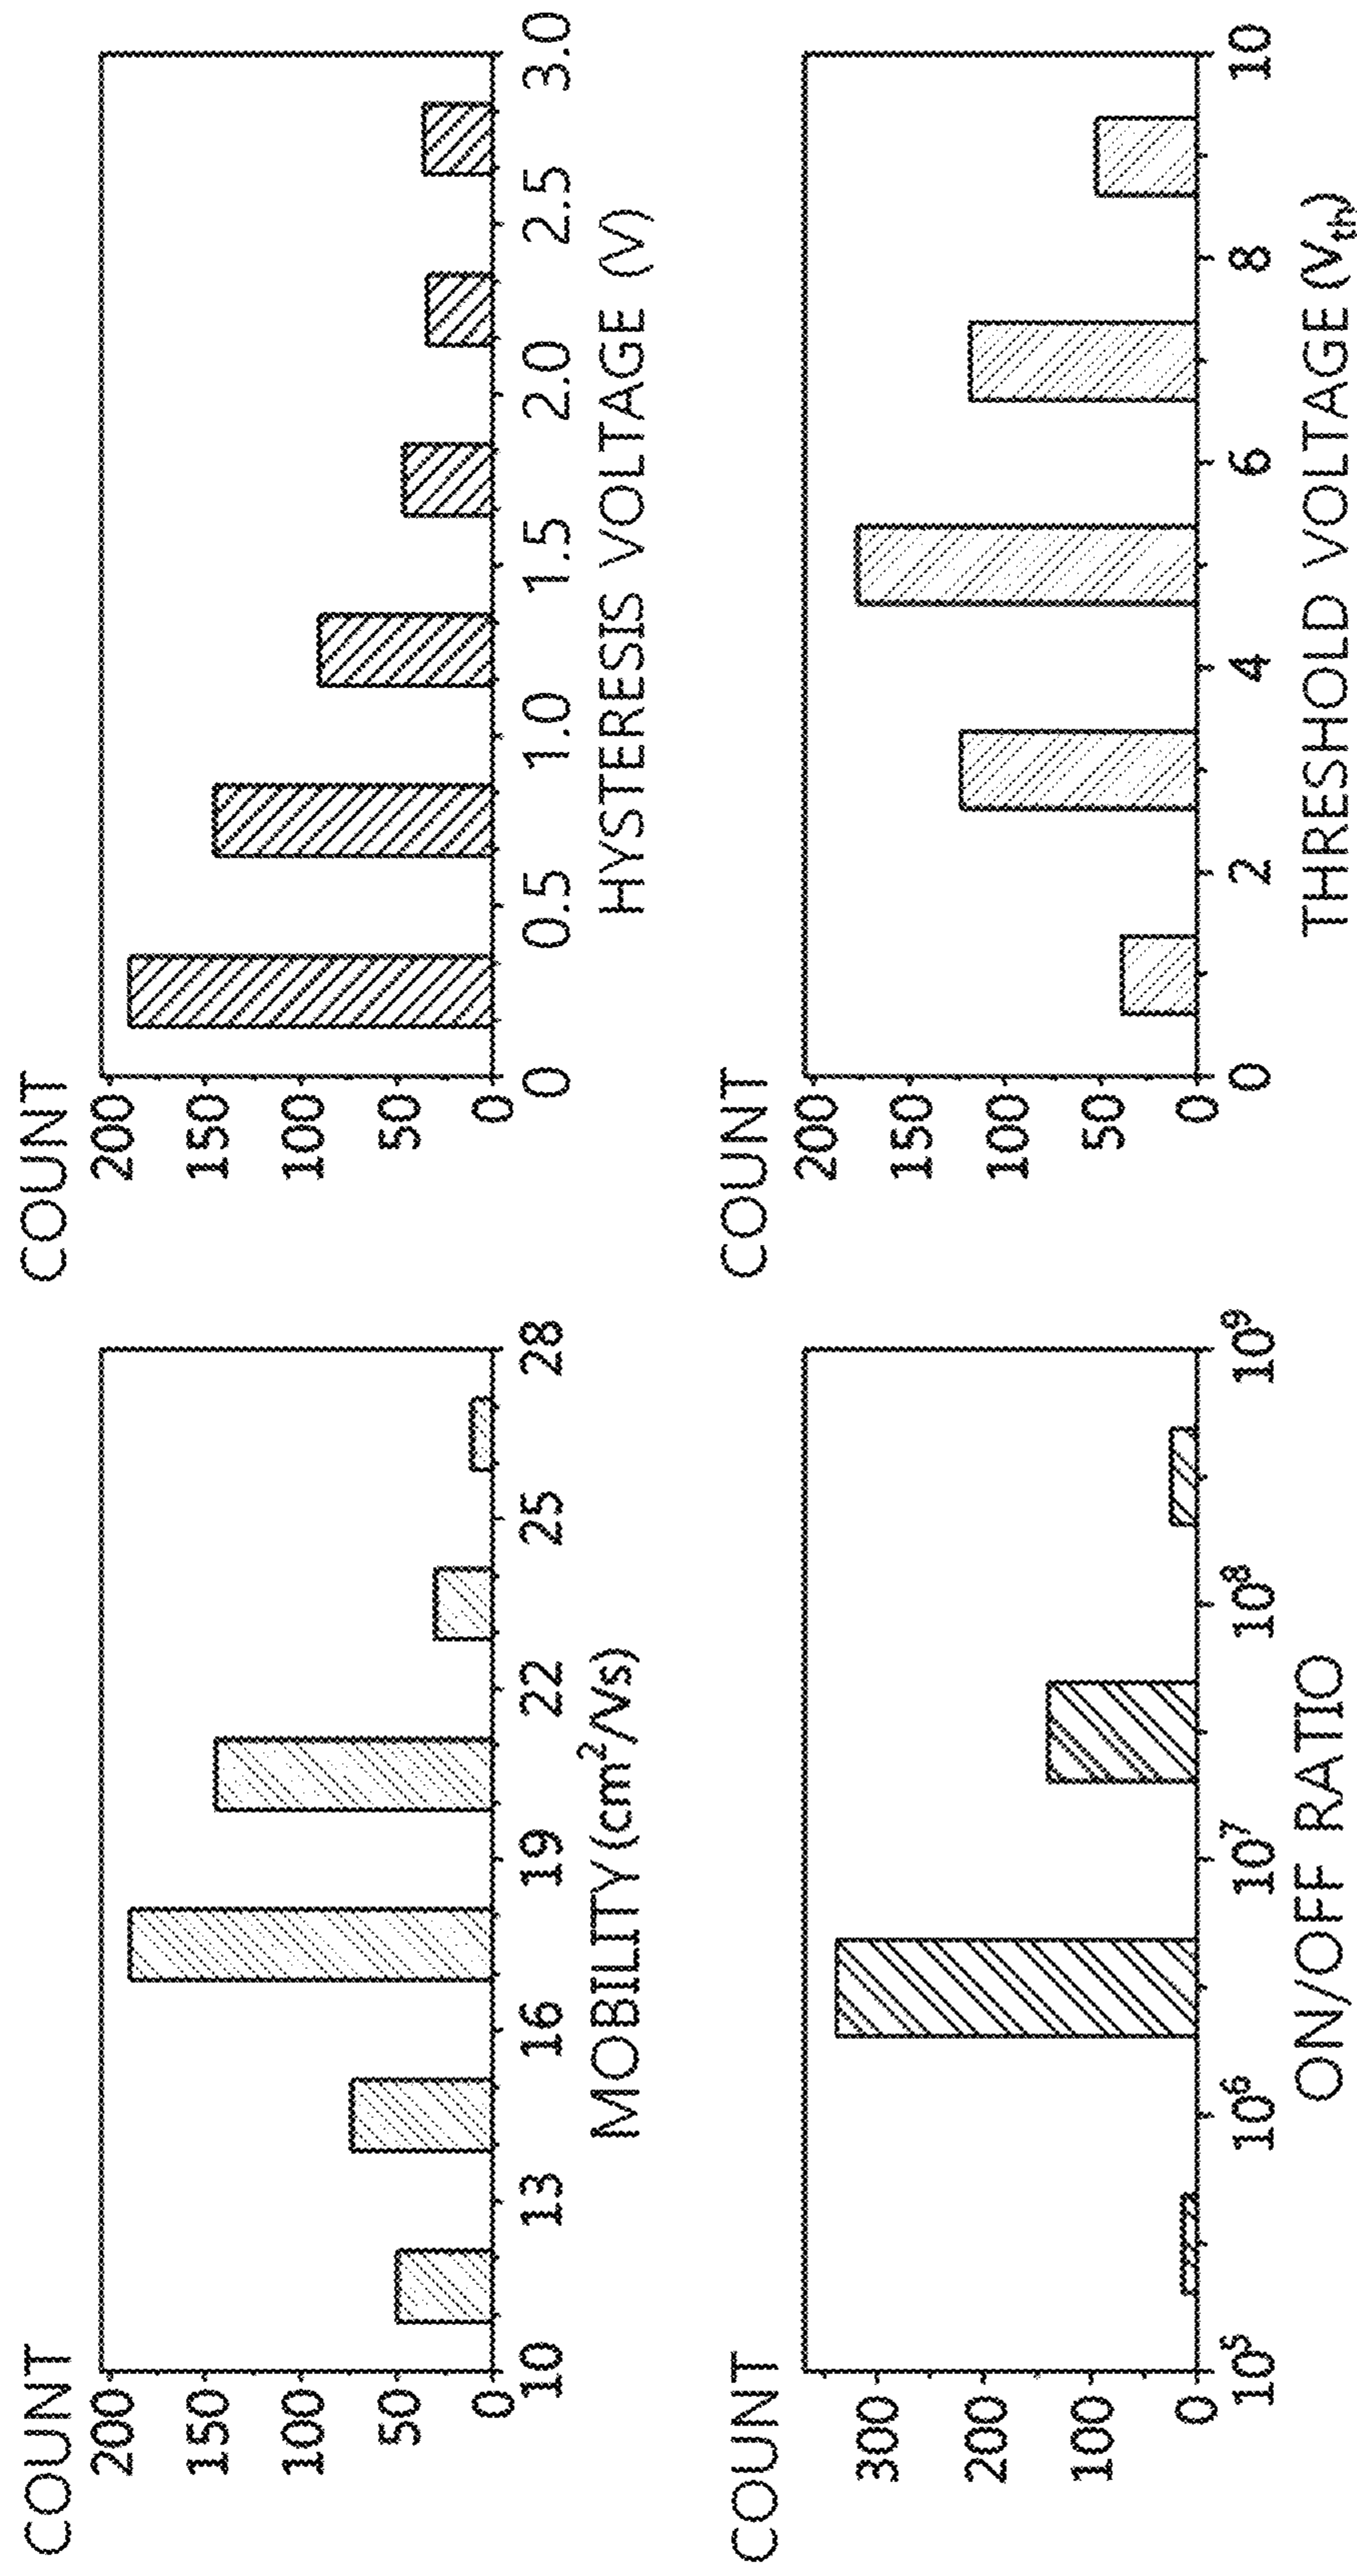 COUNT
200
150
100
50
0
10 13 16 19 22 25 28
MOBILITY (cm²/Vs)
COUNT
200
150
100
50
0
0 0.5 1.0 1.5 2.0 2.5 3.0
HYSTERESIS VOLTAGE (V)
COUNT
300
200
100
0
10⁵ 10⁶ 10⁷ 10⁸ 10⁹
ON/OFF RATIO
COUNT
200
150
100
50
0
0 2 4 6 8 10
THRESHOLD VOLTAGE (Vth)